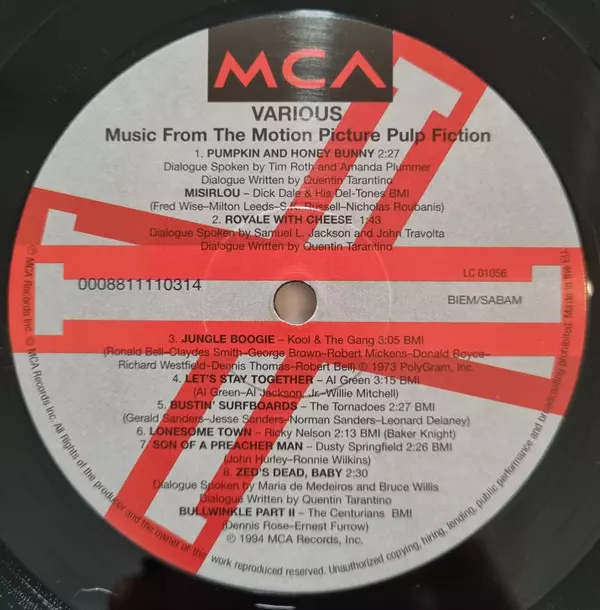 MCA
VARIOUS
Music From The Motion Picture Pulp Fiction
1. PUMPKIN AND HONEY BUNNY 2:27
Dialogue Spoken by Tim Roth and Amanda Plummer
Dialogue Written by Quentin Tarantino
MISIRLOU – Dick Dale & His Del-Tones BMI
(Fred Wise–Milton Leeds–S.K. Russell–Nicholas Roubanis)
2. ROYALE WITH CHEESE 1:43
Dialogue Spoken by Samuel L. Jackson and John Travolta
Dialogue Written by Quentin Tarantino
LC 01056
0008811110314
BIEM/SABAM
3. JUNGLE BOOGIE – Kool & The Gang 3:05 BMI
(Ronald Bell–Claydes Smith–George Brown–Robert Mickens–Donald Boyce–
Richard Westfield–Dennis Thomas–Robert Bell) ℗ 1973 PolyGram, Inc.
4. LET'S STAY TOGETHER – Al Green 3:15 BMI
(Al Green–Al Jackson, Jr.–Willie Mitchell)
5. BUSTIN' SURFBOARDS – The Tornadoes 2:27 BMI
(Gerald Sanders–Jesse Sanders–Norman Sanders–Leonard Delaney)
6. LONESOME TOWN – Ricky Nelson 2:13 BMI (Baker Knight)
7. SON OF A PREACHER MAN – Dusty Springfield 2:26 BMI
(John Hurley–Ronnie Wilkins)
8. ZED'S DEAD, BABY 2:30
Dialogue Spoken by Maria de Medeiros and Bruce Willis
Dialogue Written by Quentin Tarantino
BULLWINKLE PART II – The Centurians BMI
(Dennis Rose–Ernest Furrow)
℗ 1994 MCA Records, Inc.
℗ MCA Records Inc. © MCA Records Inc. All Rights of the producer and the owner of this work reproduced reserved. Unauthorized copying, hiring, lending, public performance and broadcasting prohibited. Made in the EU.